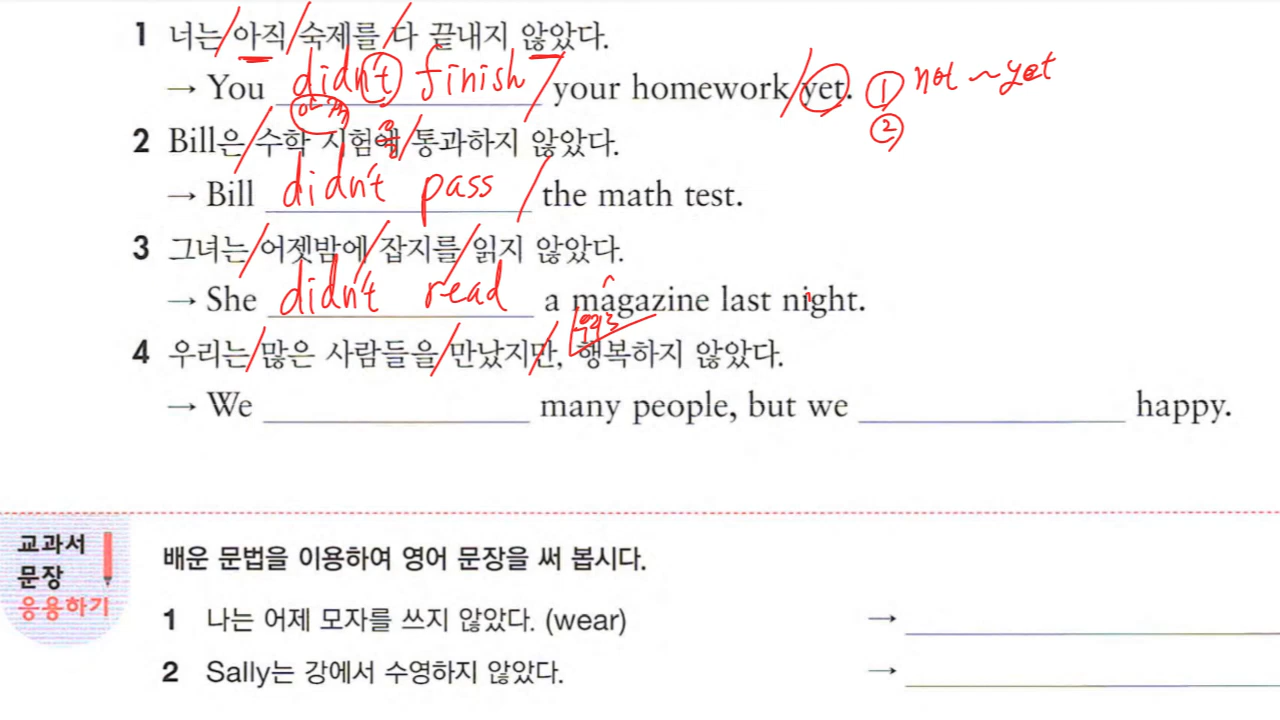 1 너는 아직 숙제를 다 끝내지 않았다.
→ You didn't finish your homework yet. ① not ~ yet
②
2 Bill은 수학 시험에 통과하지 않았다.
→ Bill didn't pass the math test.
3 그녀는 어젯밤에 잡지를 읽지 않았다.
→ She didn't read a magazine last night.
4 우리는 많은 사람들을 만났지만, 행복하지 않았다.
→ We many people, but we happy.
교과서
문장
응용하기
배운 문법을 이용하여 영어 문장을 써 봅시다.
1 나는 어제 모자를 쓰지 않았다. (wear) →
2 Sally는 강에서 수영하지 않았다. →